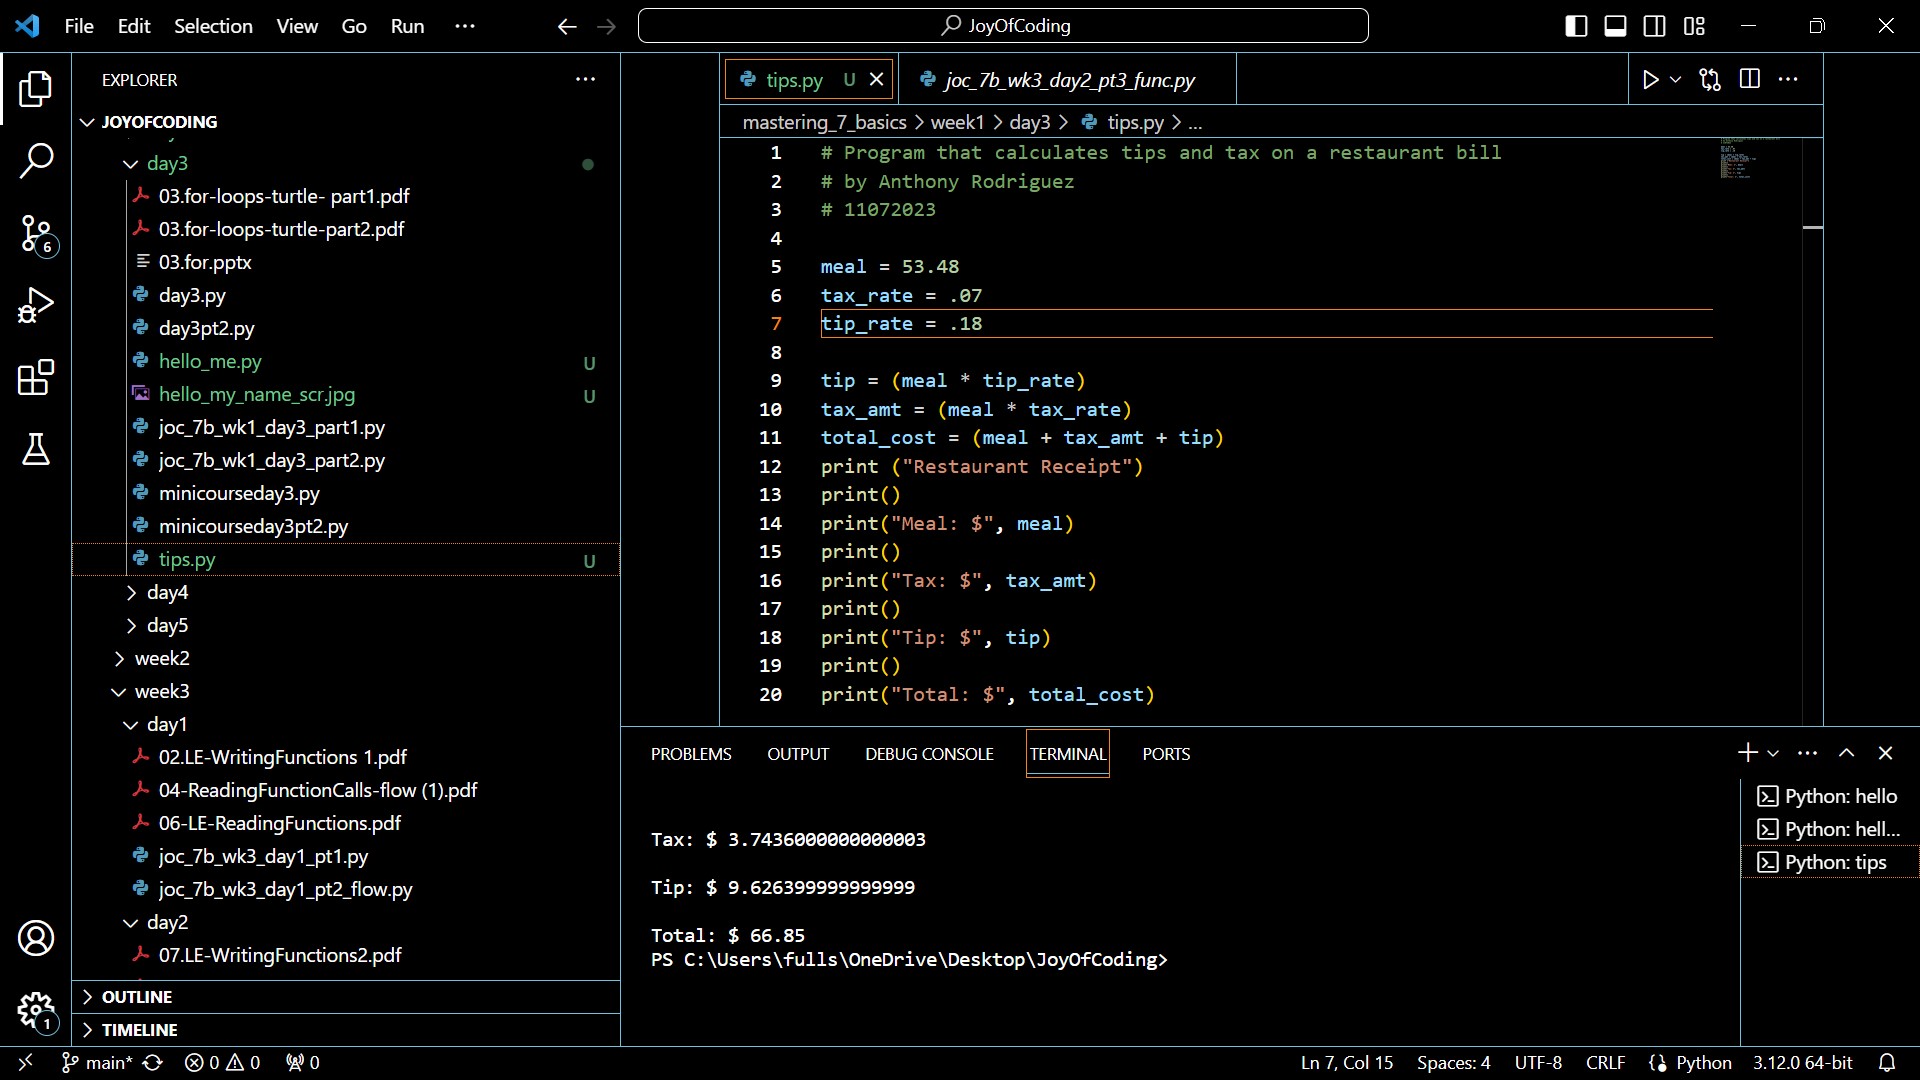 File Edit Selection View Go Run ···
JoyOfCoding
EXPLORER
JOYOFCODING
day3
03.for-loops-turtle- part1.pdf
03.for-loops-turtle-part2.pdf
03.for.pptx
day3.py
day3pt2.py
hello_me.py U
hello_my_name_scr.jpg U
joc_7b_wk1_day3_part1.py
joc_7b_wk1_day3_part2.py
minicourseday3.py
minicourseday3pt2.py
tips.py U
day4
day5
week2
week3
day1
02.LE-WritingFunctions 1.pdf
04-ReadingFunctionCalls-flow (1).pdf
06-LE-ReadingFunctions.pdf
joc_7b_wk3_day1_pt1.py
joc_7b_wk3_day1_pt2_flow.py
day2
07.LE-WritingFunctions2.pdf
OUTLINE
TIMELINE
6
1
tips.py U
joc_7b_wk3_day2_pt3_func.py
mastering_7_basics > week1 > day3 > tips.py > ...
1 # Program that calculates tips and tax on a restaurant bill
2 # by Anthony Rodriguez
3 # 11072023
4
5 meal = 53.48
6 tax_rate = .07
7 tip_rate = .18
8
9 tip = (meal * tip_rate)
10 tax_amt = (meal * tax_rate)
11 total_cost = (meal + tax_amt + tip)
12 print ("Restaurant Receipt")
13 print()
14 print("Meal: $", meal)
15 print()
16 print("Tax: $", tax_amt)
17 print()
18 print("Tip: $", tip)
19 print()
20 print("Total: $", total_cost)
PROBLEMS OUTPUT DEBUG CONSOLE TERMINAL PORTS
Tax: $ 3.7436000000000003
Tip: $ 9.626399999999999
Total: $ 66.85
PS C:\Users\fulls\OneDrive\Desktop\JoyOfCoding>
Python: hello
Python: hell...
Python: tips
main* 0 0 0
Ln 7, Col 15 Spaces: 4 UTF-8 CRLF Python 3.12.0 64-bit